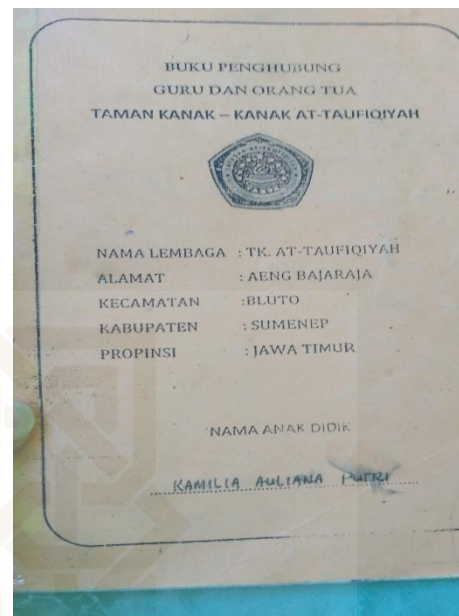 BUKU PENGHUBUNG
GURU DAN ORANG TUA
TAMAN KANAK – KANAK AT-TAUFIQIYAH
NAMA LEMBAGA : TK. AT-TAUFIQIYAH
ALAMAT : AENG BAJARAJA
KECAMATAN :BLUTO
KABUPATEN : SUMENEP
PROPINSI : JAWA TIMUR
NAMA ANAK DIDIK
KAMILIA AULIANA PUTRI